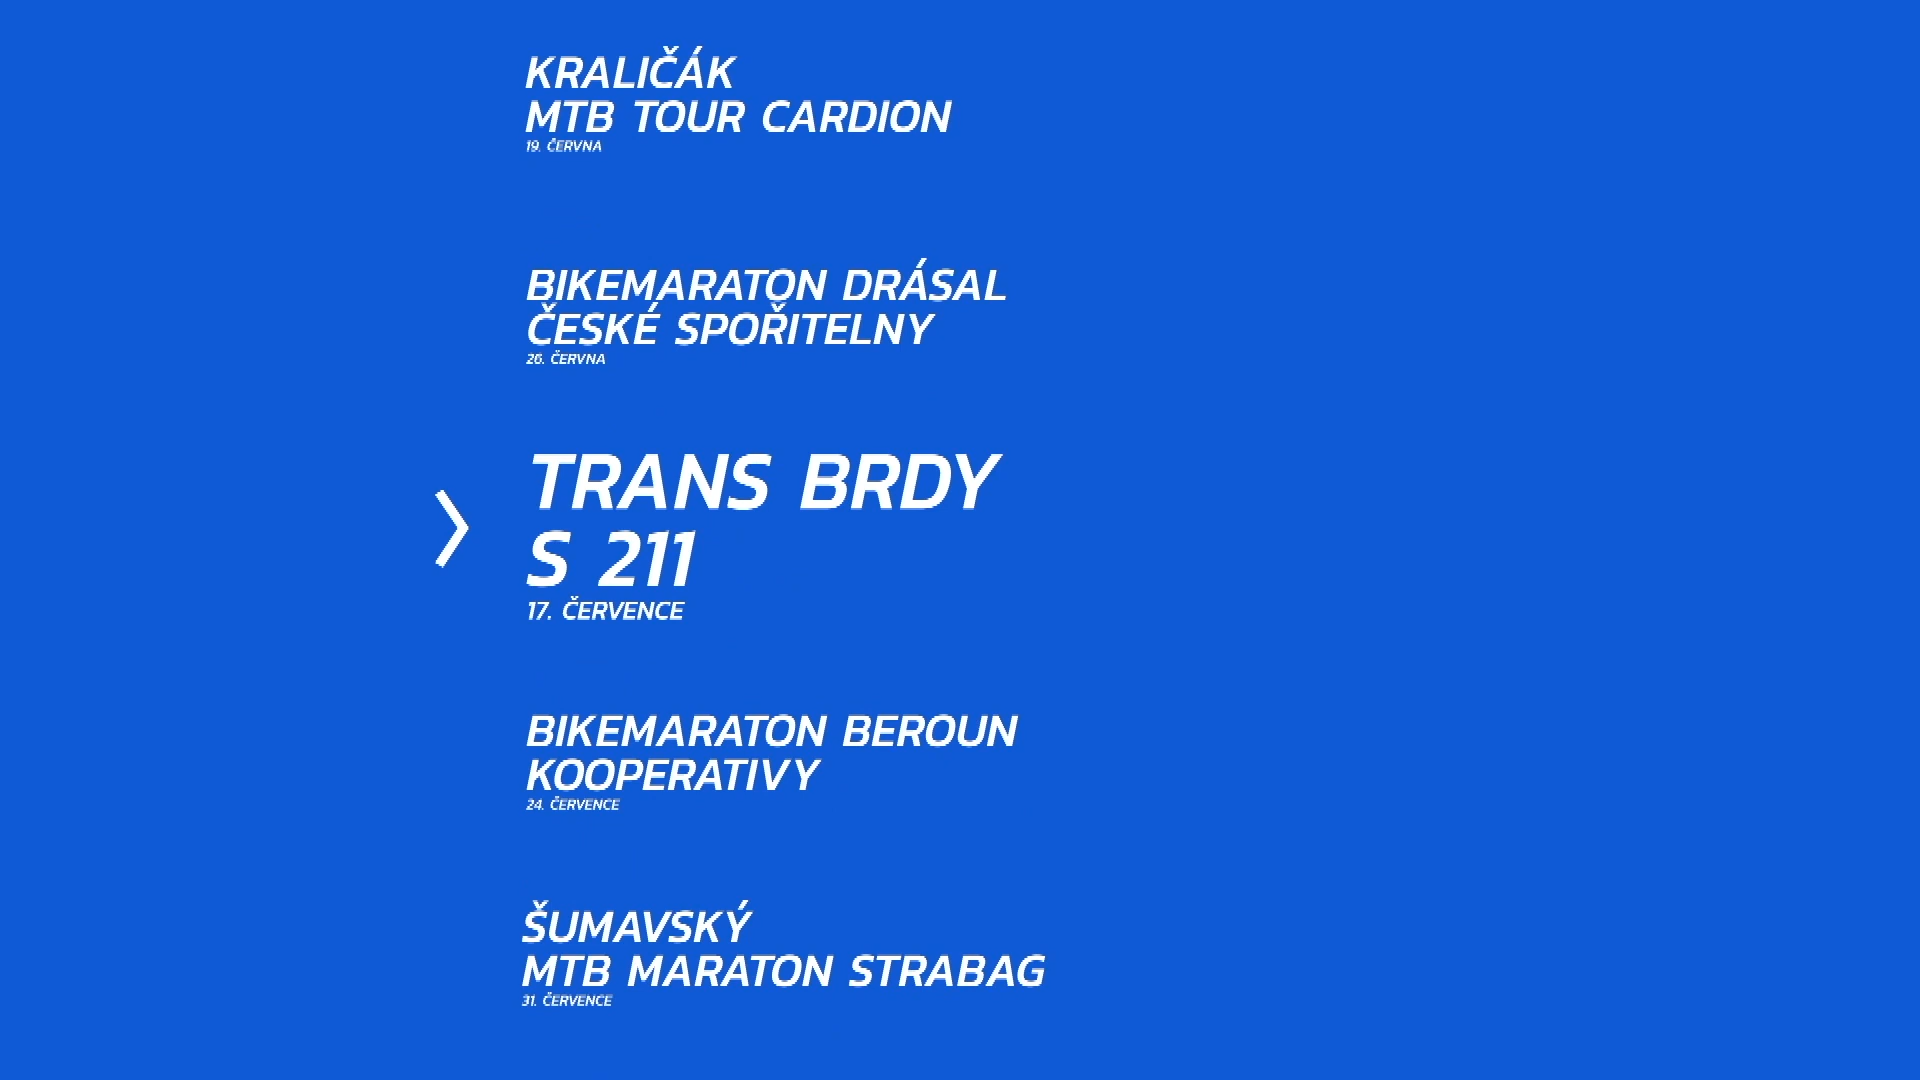 KRALIČÁK
MTB TOUR CARDION
19. ČERVNA
BIKEMARATON DRÁSAL
ČESKÉ SPOŘITELNY
26. ČERVNA
TRANS BRDY
S 211
17. ČERVENCE
BIKEMARATON BEROUN
KOOPERATIVY
24. ČERVENCE
ŠUMAVSKÝ
MTB MARATON STRABAG
31. ČERVENCE